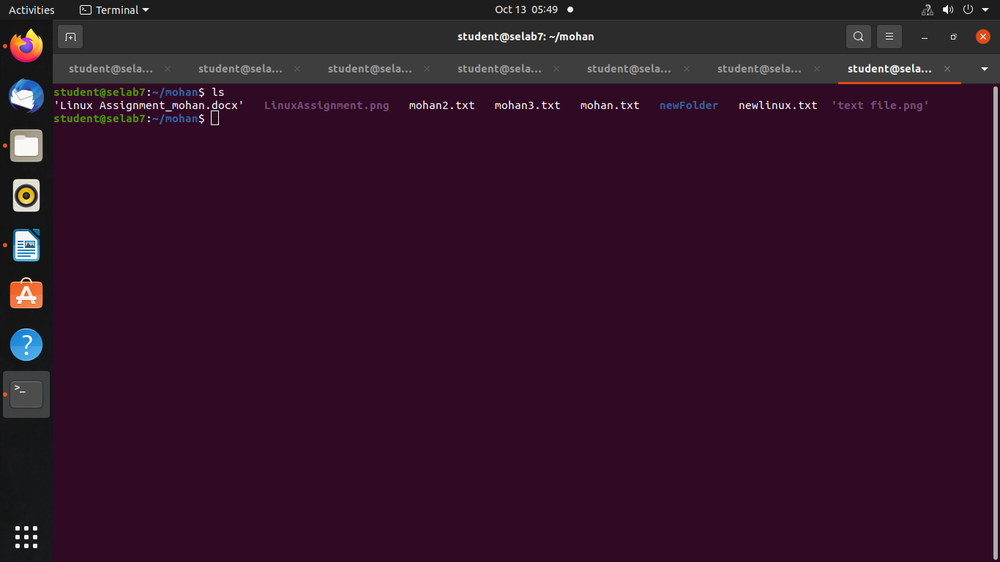 Activities Terminal Oct 13 05:49
student@selab7: ~/mohan
student@sela... student@sela... student@sela... student@sela... student@sela... student@sela... student@sela...
student@selab7:~/mohan$ ls
'Linux Assignment_mohan.docx' LinuxAssignment.png mohan2.txt mohan3.txt mohan.txt newFolder newlinux.txt 'text file.png'
student@selab7:~/mohan$